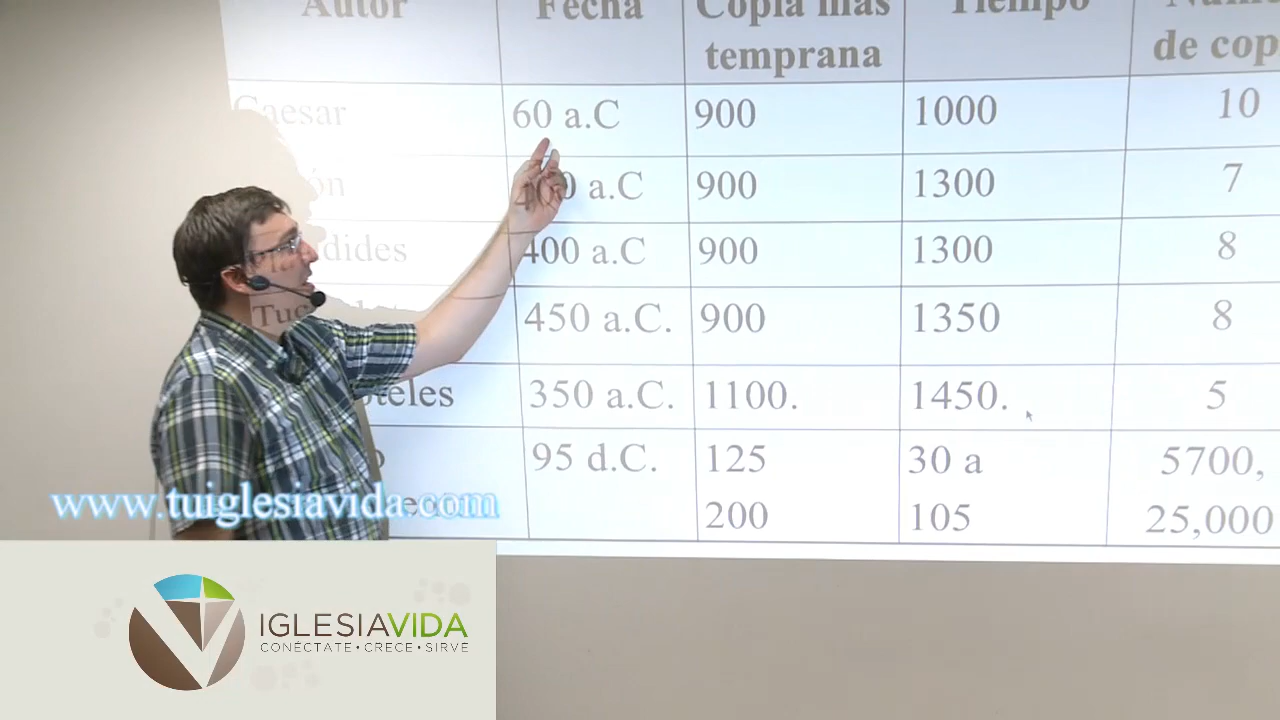 Autor Fecha Copia más Tiempo
temprana de cop
Caesar 60 a.C 900 1000 10
400 a.C 900 1300 7
400 a.C 900 1300 8
450 a.C. 900 1350 8
350 a.C. 1100. 1450. 5
95 d.C. 125 30 a 5700,
200 105 25,000
www.tuiglesiavida.com
IGLESIAVIDA
CONÉCTATE • CRECE • SIRVE